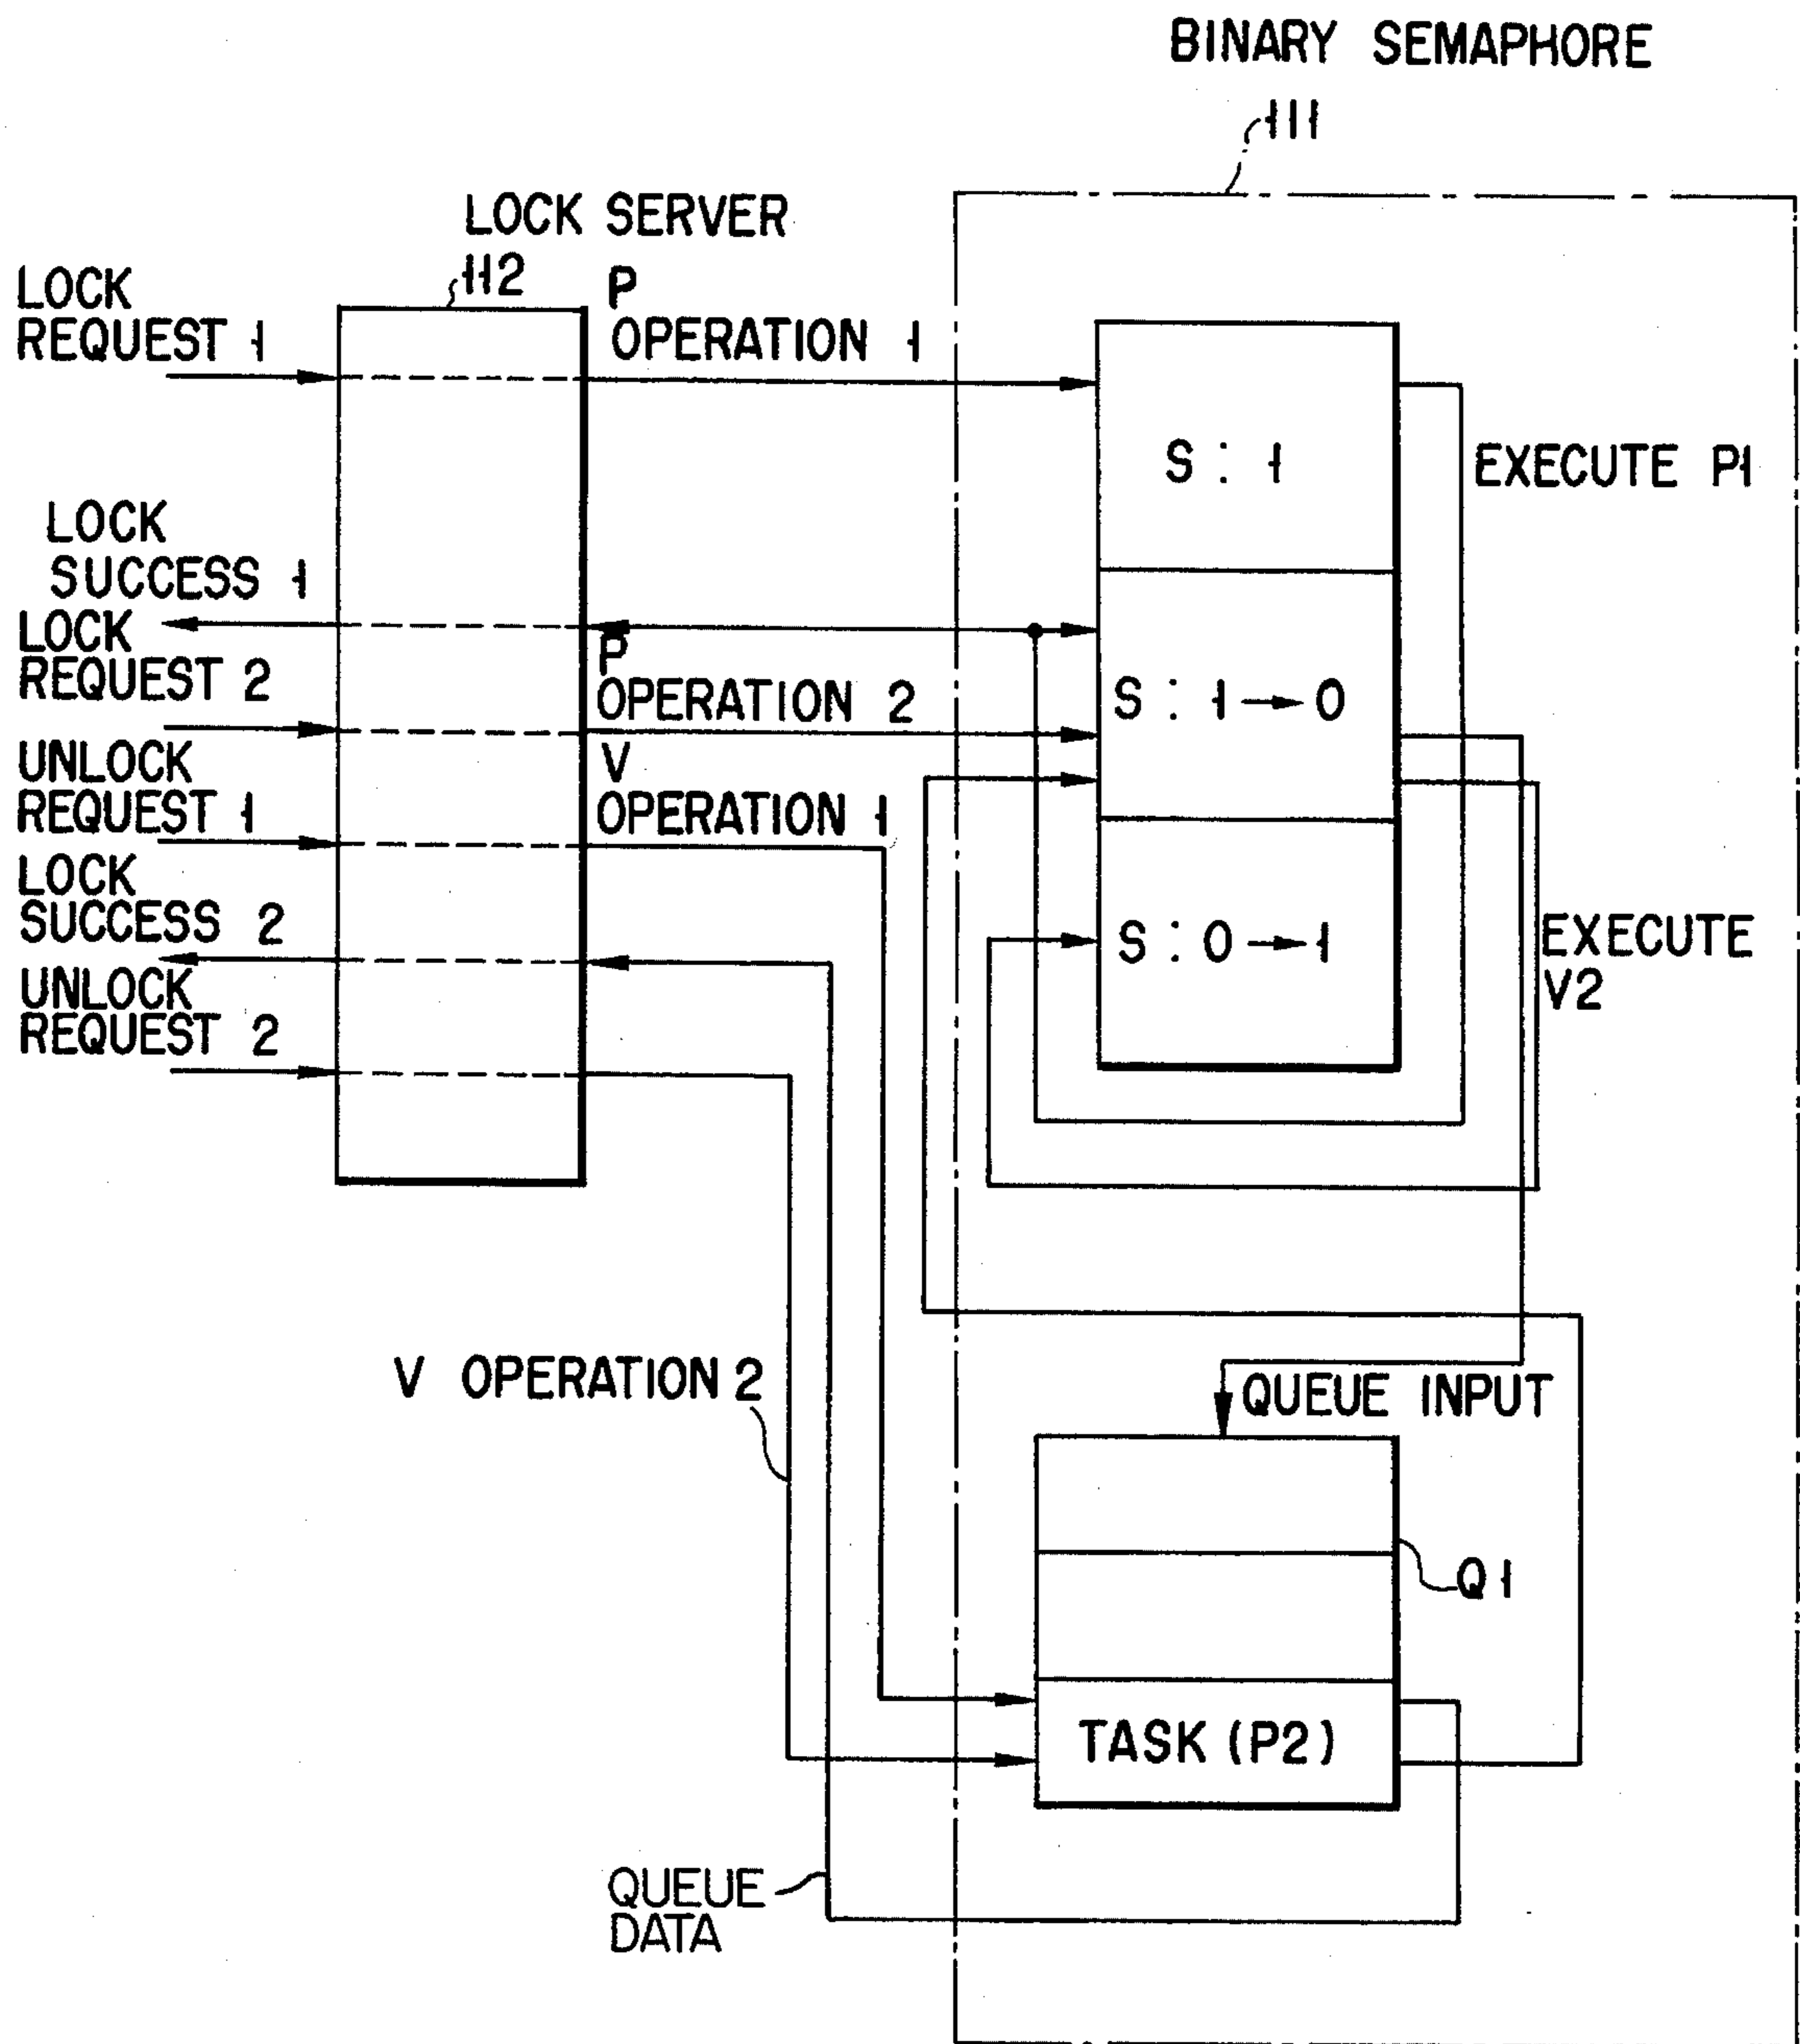 BINARY SEMAPHORE
111
LOCK SERVER
112
LOCK
REQUEST 1
P
OPERATION 1
S : 1
EXECUTE P1
LOCK
SUCCESS 1
LOCK
REQUEST 2
P
OPERATION 2
S : 1→0
UNLOCK
REQUEST 1
V
OPERATION 1
LOCK
SUCCESS 2
S : 0→1
EXECUTE
V2
UNLOCK
REQUEST 2
V OPERATION 2
QUEUE INPUT
Q1
TASK (P2)
QUEUE
DATA